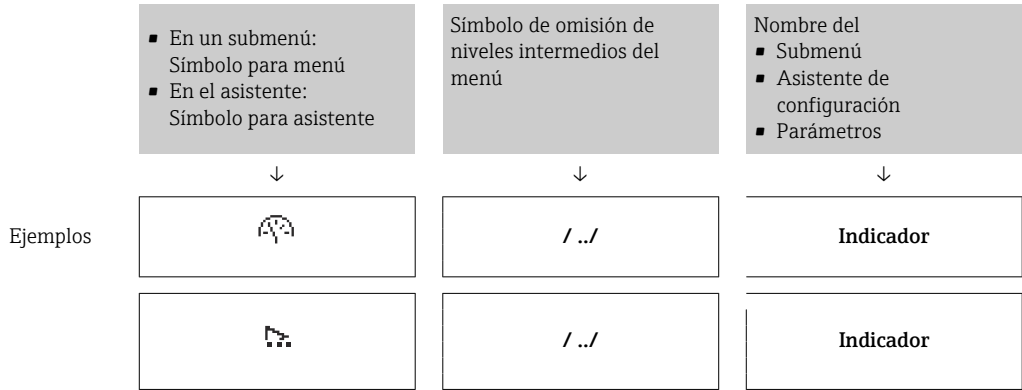 ▪ En un submenú:
Símbolo para menú
▪ En el asistente:
Símbolo para asistente
Símbolo de omisión de
niveles intermedios del
menú
Nombre del
▪ Submenú
▪ Asistente de
configuración
▪ Parámetros
↓ ↓ ↓
Ejemplos
/ ../
Indicador
/ ../
Indicador